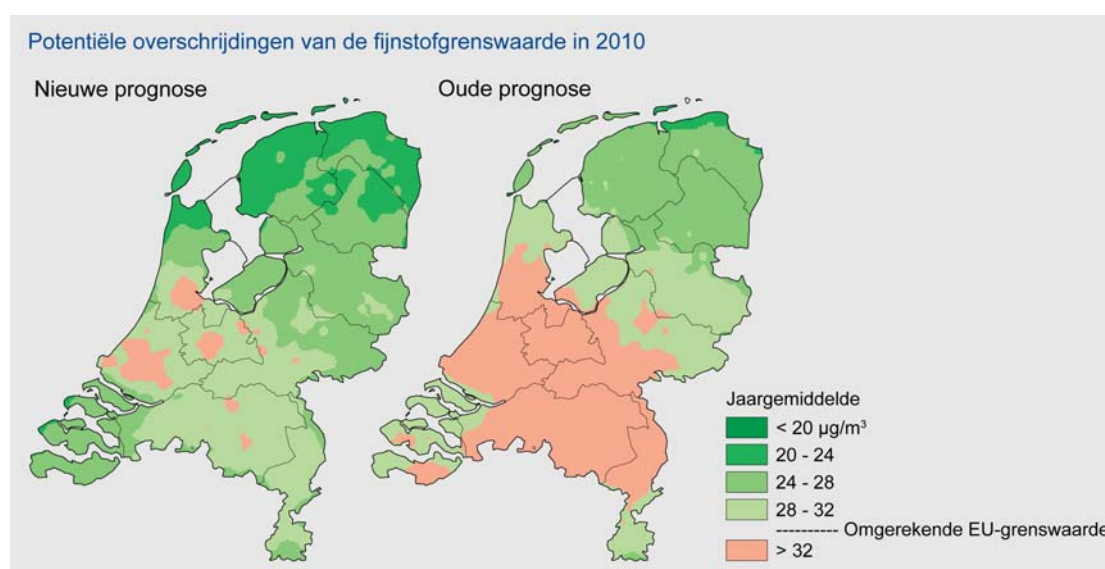 Potentiële overschrijdingen van de fijnstofgrenswaarde in 2010
Nieuwe prognose
Oude prognose
Jaargemiddelde
< 20 µg/m³
20 - 24
24 - 28
28 - 32
---------- Omgerekende EU-grenswaarde
> 32